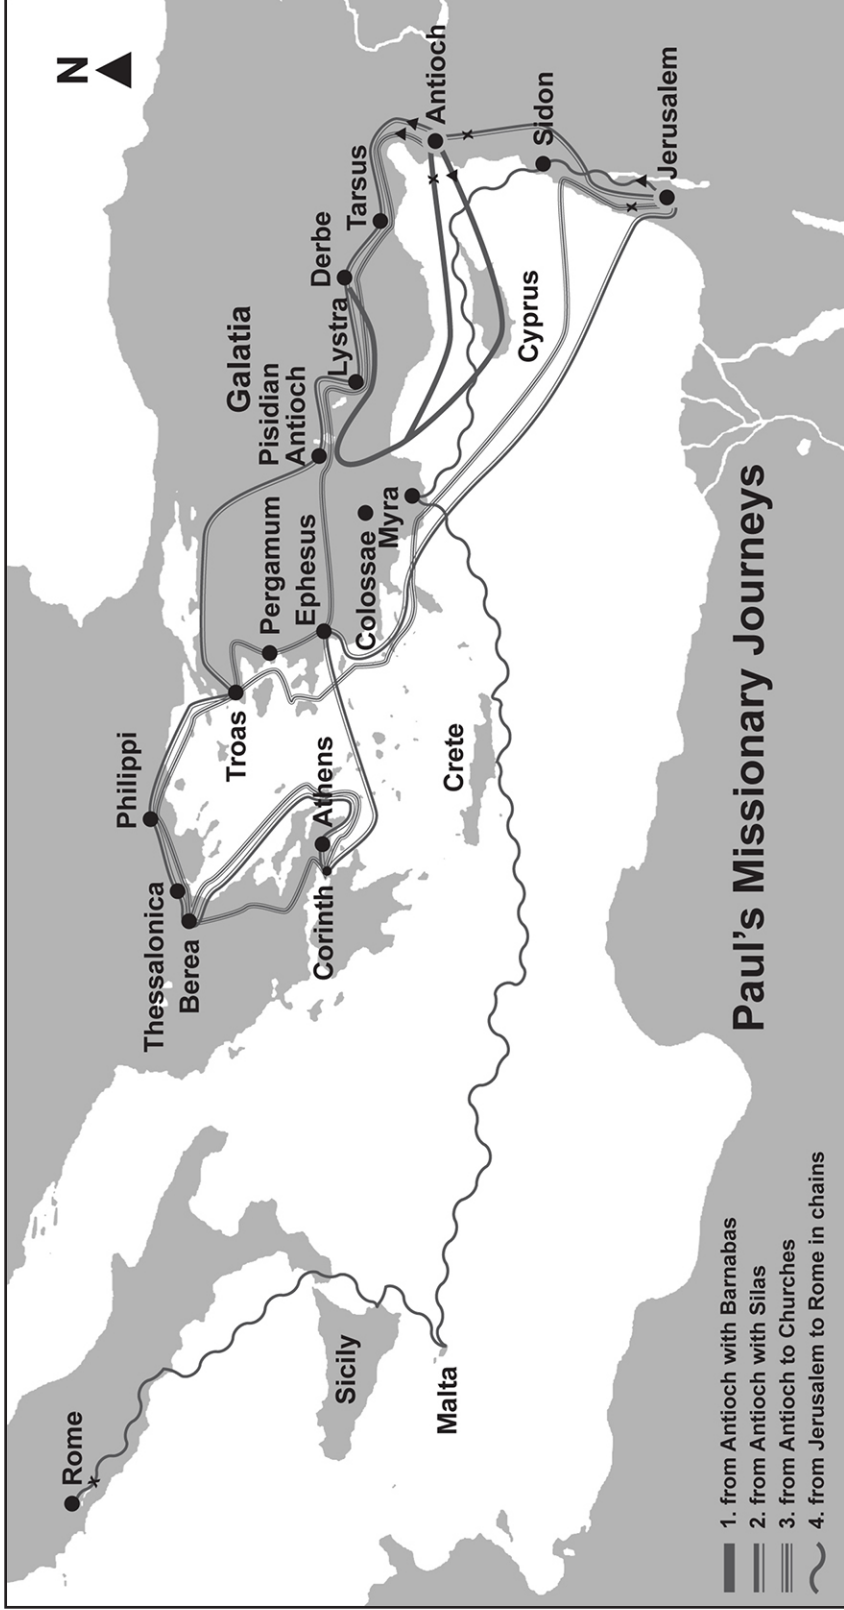 N
Rome
Sicily
Malta
Thessalonica
Berea
Philippi
Corinth
Athens
Troas
Crete
Pergamum
Ephesus
Colossae
Myra
Galatia
Pisidian
Antioch
Lystra
Derbe
Tarsus
Antioch
Cyprus
Sidon
Jerusalem
Paul's Missionary Journeys
1. from Antioch with Barnabas
2. from Antioch with Silas
3. from Antioch to Churches
4. from Jerusalem to Rome in chains